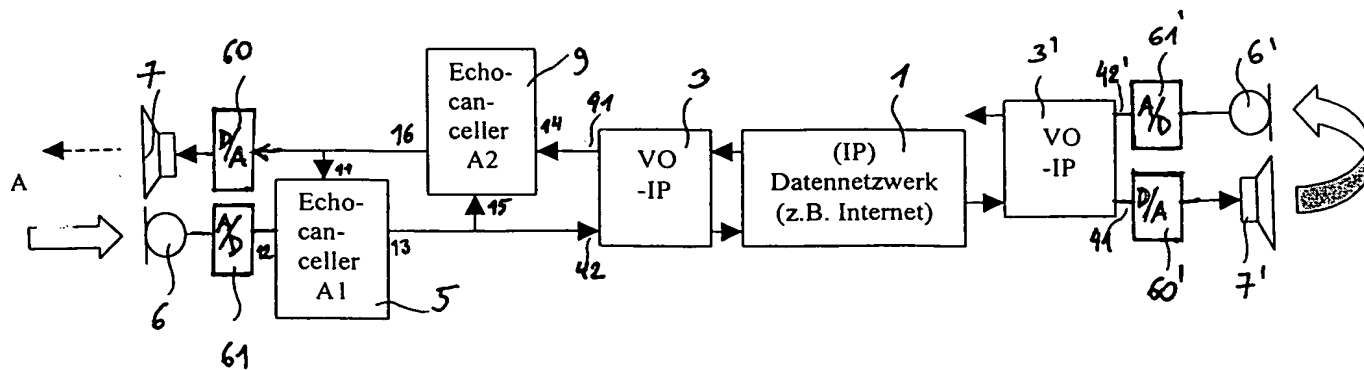 60
9
3
1
3'
61'
6'
7
D/A
16
Echo-
can-
celler
A2
14
41
VO
-IP
(IP)
Datennetzwerk
(z.B. Internet)
VO
-IP
42'
A/D
A
11
15
A/D
12
Echo-
can-
celler
A1
13
42
41
D/A
6
61
5
60'
7'